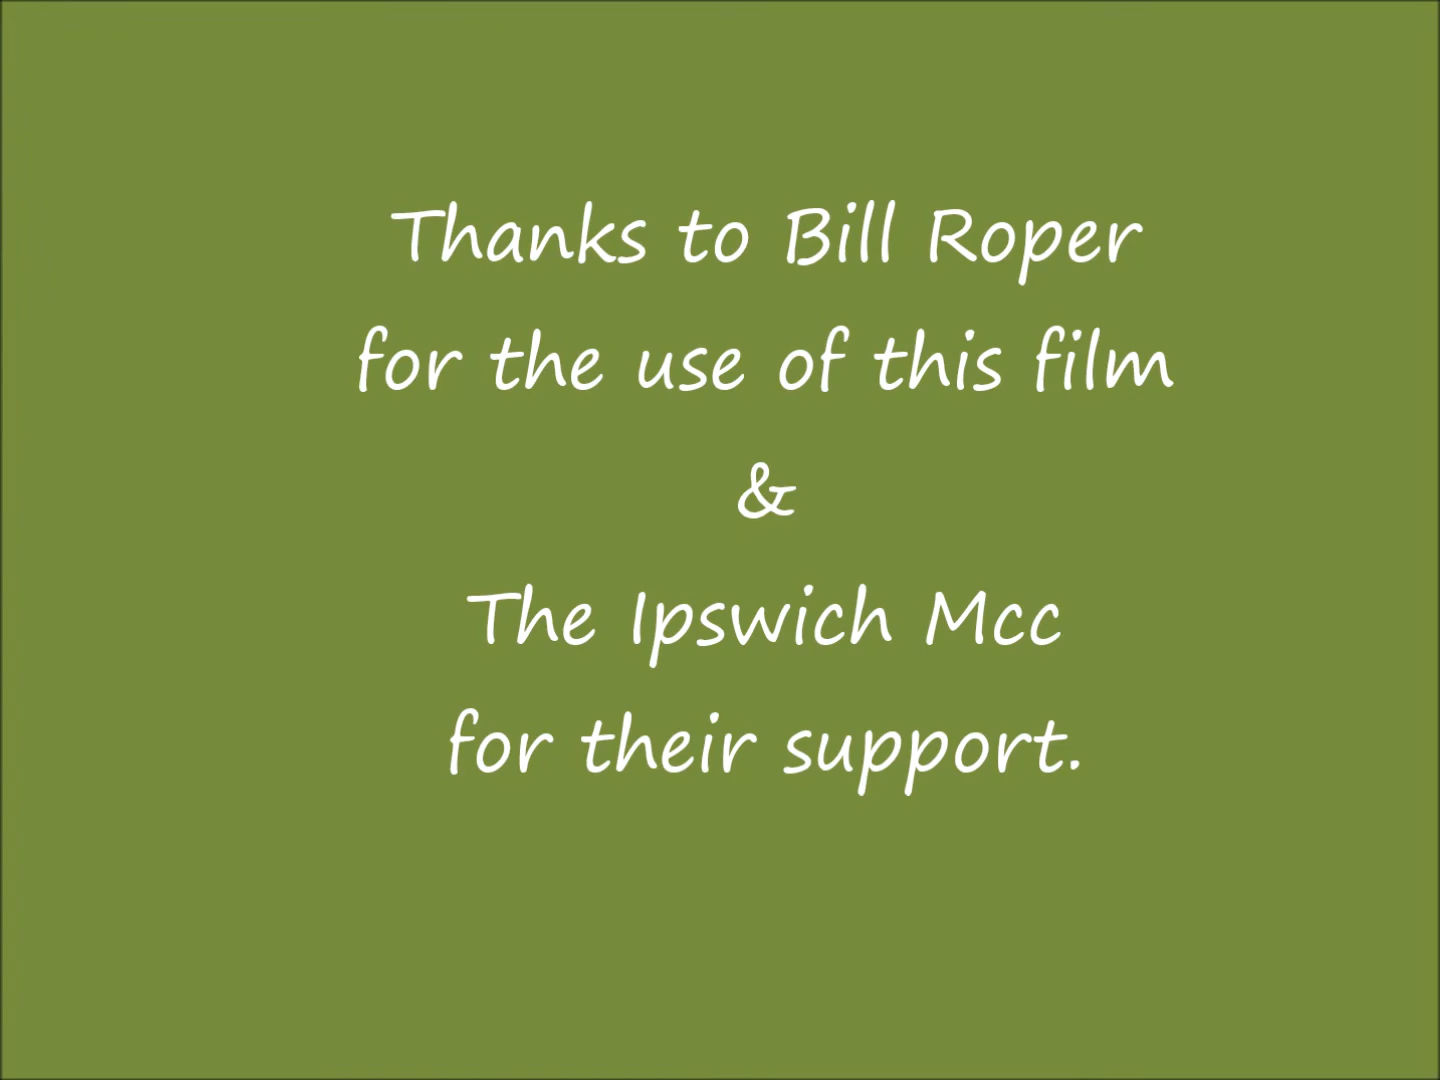 Thanks to Bill Roper
for the use of this film
&
The Ipswich Mcc
for their support.